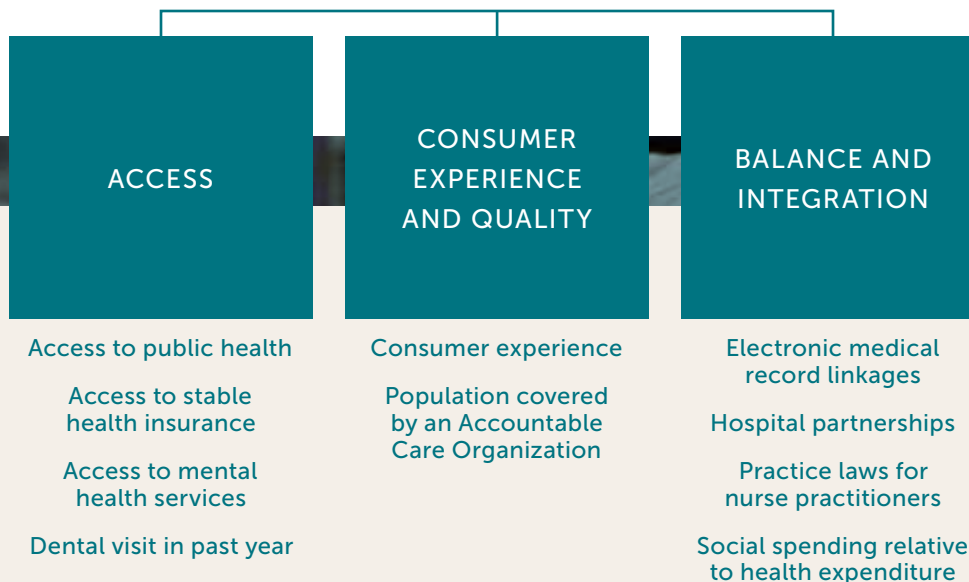 ACCESS
Access to public health
Access to stable
health insurance
Access to mental
health services
Dental visit in past year
CONSUMER
EXPERIENCE
AND QUALITY
Consumer experience
Population covered
by an Accountable
Care Organization
BALANCE AND
INTEGRATION
Electronic medical
record linkages
Hospital partnerships
Practice laws for
nurse practitioners
Social spending relative
to health expenditure